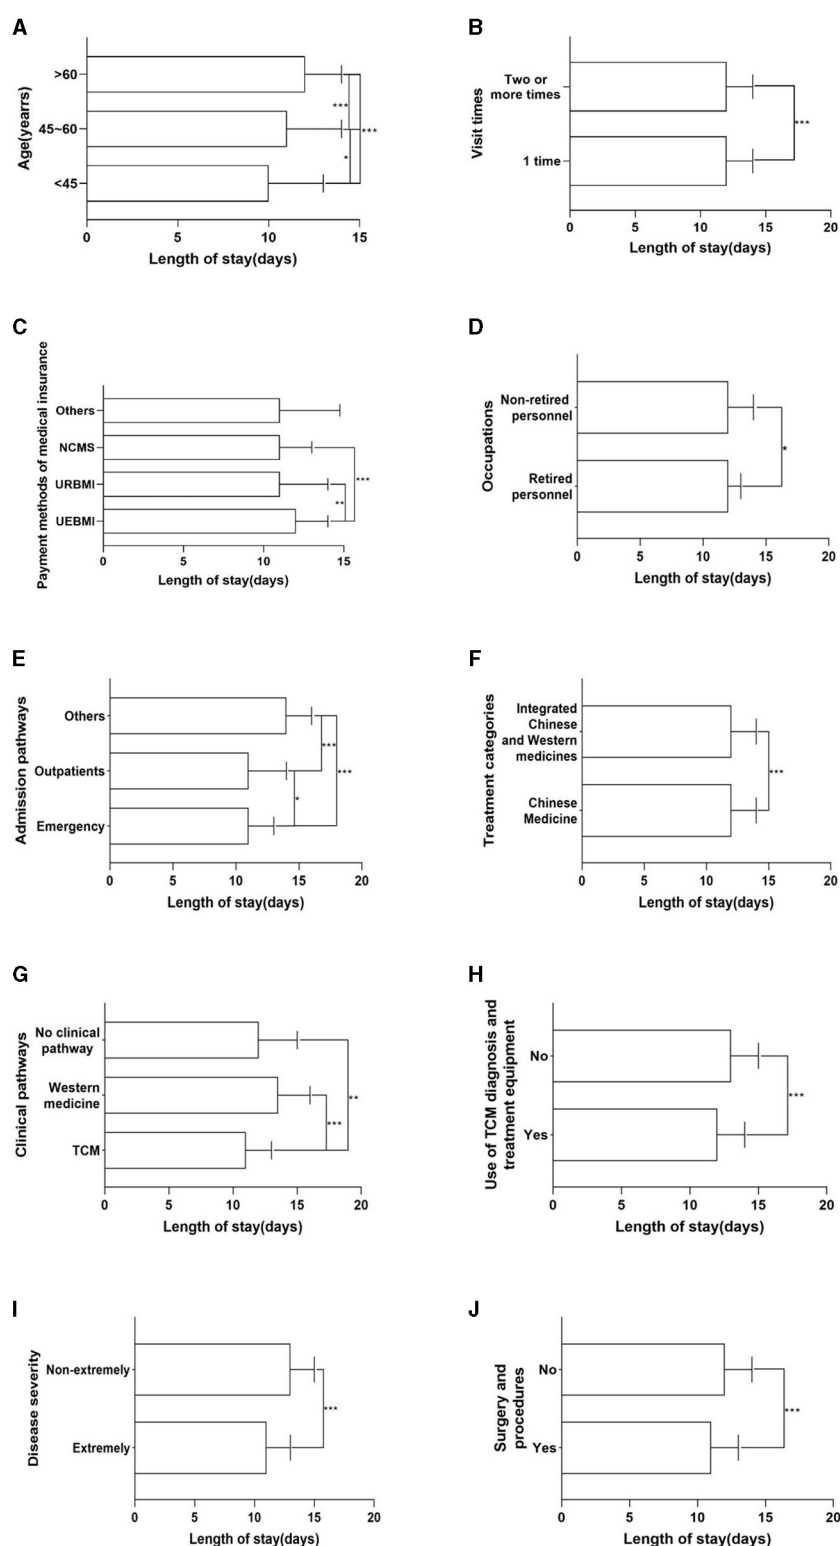 A
Age(yearrs)
>60
45~60
<45
***
*
***
0 5 10 15
Length of stay(days)
B
Visit times
Two or
more times
1 time
***
0 5 10 15 20
Length of stay(days)
C
Payment methods of medical insurance
Others
NCMS
URBMI
UEBMI
***
**
0 5 10 15
Length of stay(days)
D
Occupations
Non-retired
personnel
Retired
personnel
*
0 5 10 15 20
Length of stay(days)
E
Admission pathways
Others
Outpatients
Emergency
***
***
*
0 5 10 15 20
Length of stay(days)
F
Treatment categories
Integrated
Chinese
and Western
medicines
Chinese
Medicine
***
0 5 10 15 20
Length of stay(days)
G
Clinical pathways
No clinical
pathway
Western
medicine
TCM
**
***
0 5 10 15 20
Length of stay(days)
H
Use of TCM diagnosis and
treatment equipment
No
Yes
***
0 5 10 15 20
Length of stay(days)
I
Disease severity
Non-extremely
Extremely
***
0 5 10 15 20
Length of stay(days)
J
Surgery and
procedures
No
Yes
***
0 5 10 15 20
Length of stay(days)